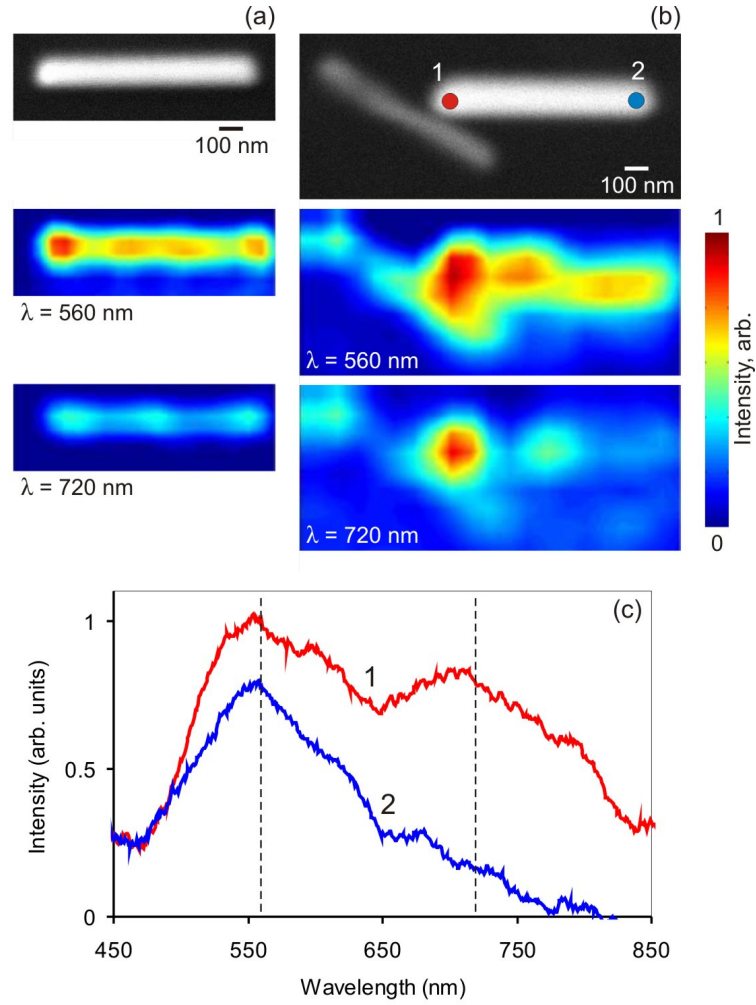 (a)
(b)
1
2
100 nm
100 nm
λ = 560 nm
λ = 560 nm
λ = 720 nm
λ = 720 nm
1
Intensity, arb.
0
(c)
1
0.5
0
Intensity (arb. units)
1
2
450
550
650
750
850
Wavelength (nm)